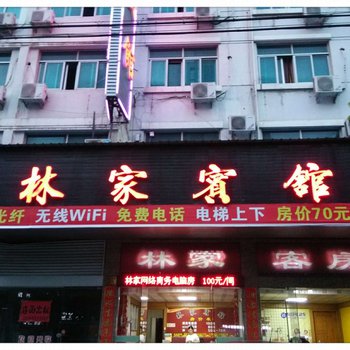 林家賓館
光纤 无线WiFi 免费电话 电梯上下 房价70元
林家 客房
林家网络商务电脑房 100元/间